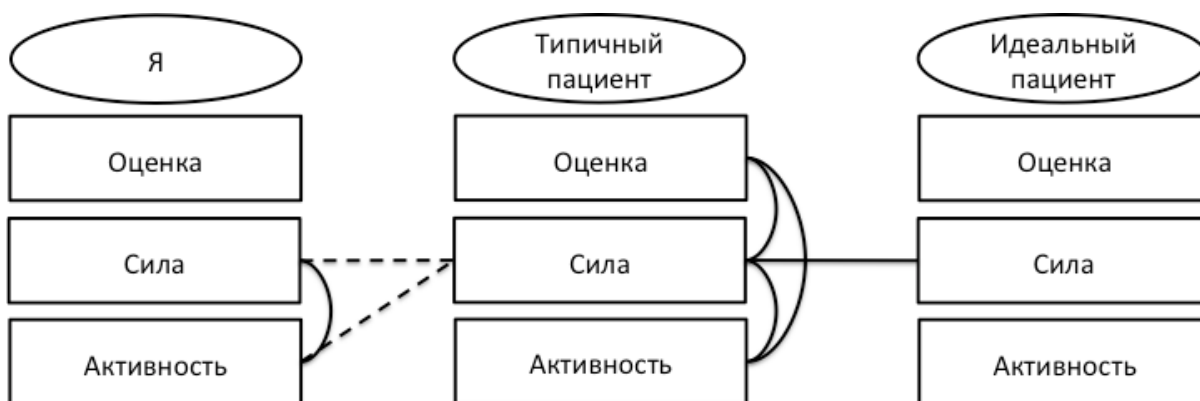 Я
Типичный
пациент
Идеальный
пациент
Оценка
Оценка
Оценка
Сила
Сила
Сила
Активность
Активность
Активность